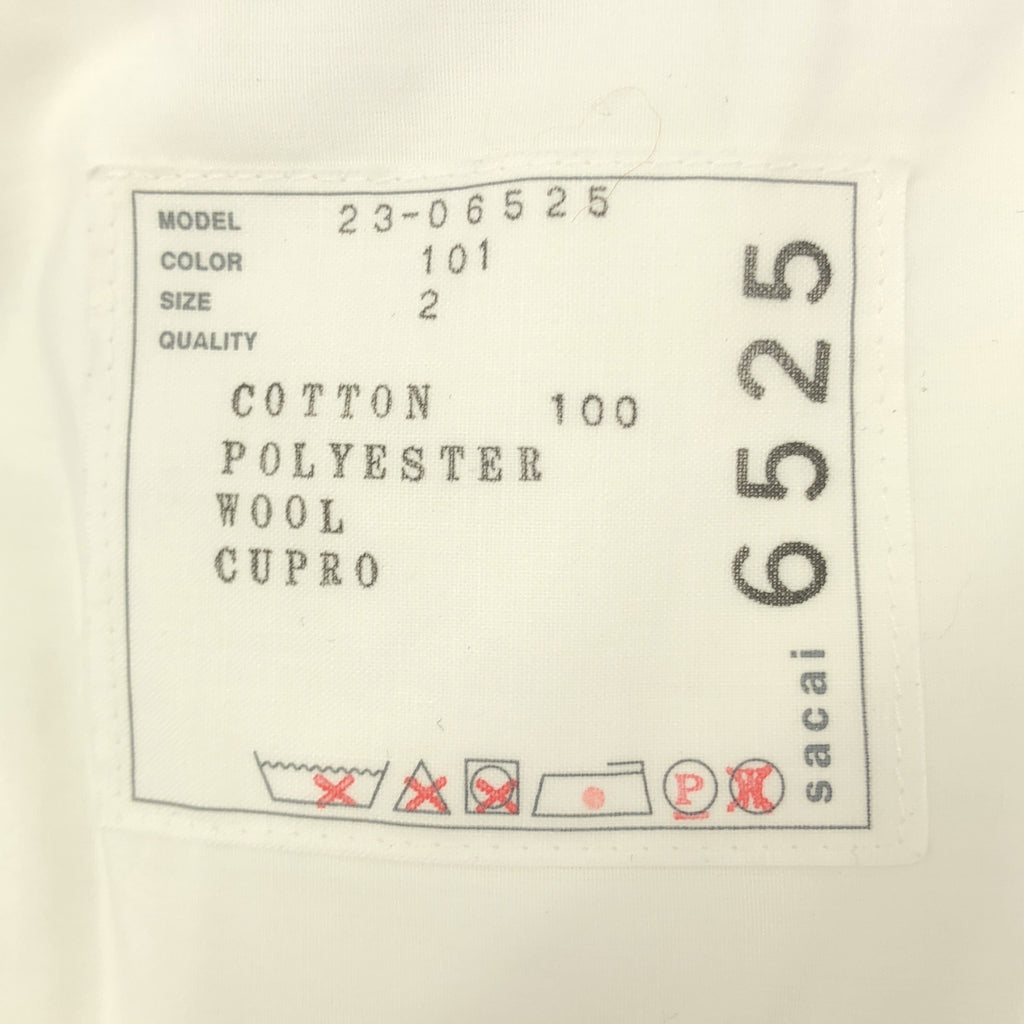 MODEL 23-06525
COLOR 101
SIZE 2
QUALITY
COTTON 100
POLYESTER
WOOL
CUPRO
sacai 6525
P
W